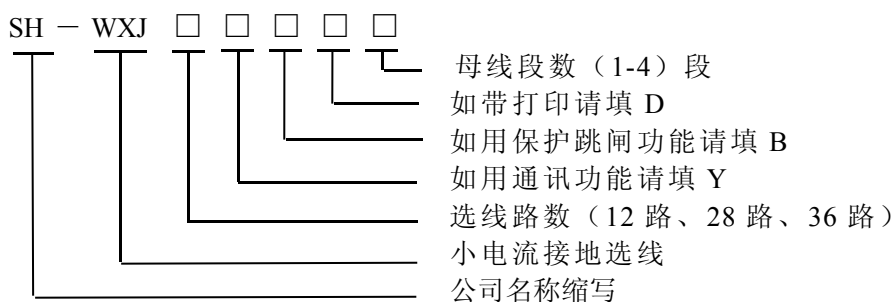 SH － WXJ □ □ □ □ □
母线段数（1-4）段
如带打印请填 D
如用保护跳闸功能请填 B
如用通讯功能请填 Y
选线路数（12 路、28 路、36 路）
小电流接地选线
公司名称缩写